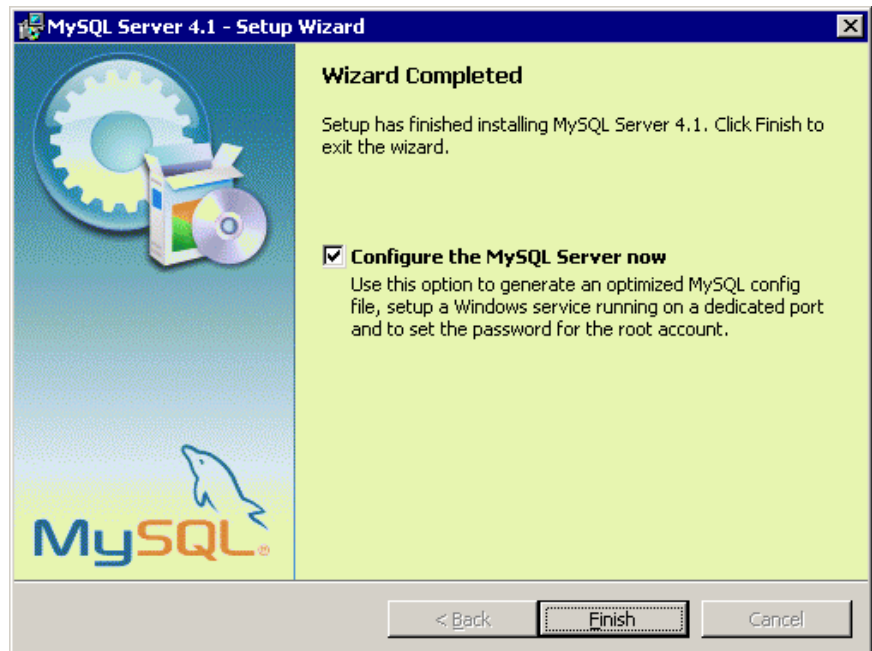 MySQL Server 4.1 - Setup Wizard
Wizard Completed
Setup has finished installing MySQL Server 4.1. Click Finish to
exit the wizard.
Configure the MySQL Server now
Use this option to generate an optimized MySQL config
file, setup a Windows service running on a dedicated port
and to set the password for the root account.
MySQL®
< Back
Finish
Cancel